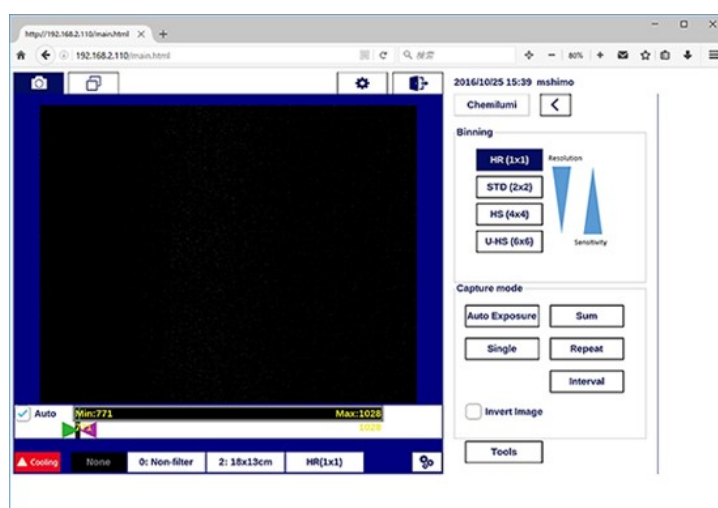 http://192.168.2.110/main.html
192.168.2.110/main.html
検索
80%
2016/10/25 15:39 mshimo
Chemilumi
Binning
HR (1x1)
Resolution
STD (2x2)
HS (4x4)
U-HS (6x6)
Sensitivity
Capture mode
Auto Exposure
Sum
Single
Repeat
Interval
Auto
Min:771
Max:1028
1028
Invert Image
Tools
Cooling
None
0: Non-filter
2: 18x13cm
HR(1x1)